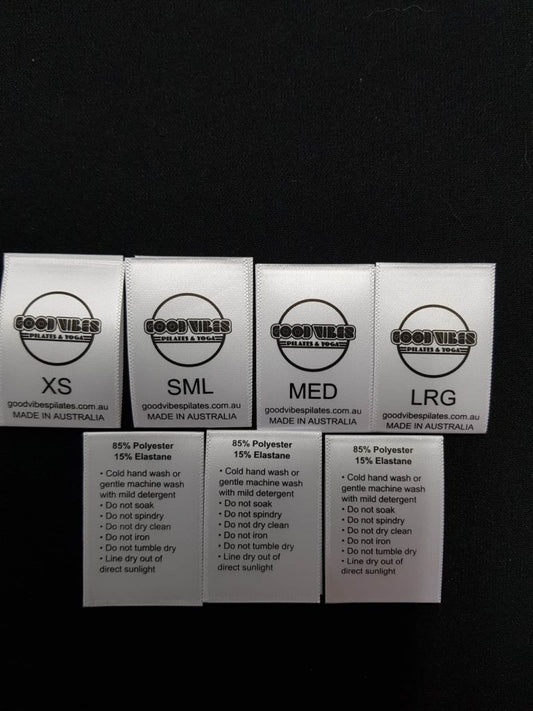 GOOD VIBES
PILATES & YOGA
XS
goodvibespilates.com.au
MADE IN AUSTRALIA
GOOD VIBES
PILATES & YOGA
SML
goodvibespilates.com.au
MADE IN AUSTRALIA
GOOD VIBES
PILATES & YOGA
MED
goodvibespilates.com.au
MADE IN AUSTRALIA
GOOD VIBES
PILATES & YOGA
LRG
goodvibespilates.com.au
MADE IN AUSTRALIA
85% Polyester
15% Elastane
• Cold hand wash or
gentle machine wash
with mild detergent
• Do not soak
• Do not spindry
• Do not dry clean
• Do not iron
• Do not tumble dry
• Line dry out of
direct sunlight
85% Polyester
15% Elastane
• Cold hand wash or
gentle machine wash
with mild detergent
• Do not soak
• Do not spindry
• Do not dry clean
• Do not iron
• Do not tumble dry
• Line dry out of
direct sunlight
85% Polyester
15% Elastane
• Cold hand wash or
gentle machine wash
with mild detergent
• Do not soak
• Do not spindry
• Do not dry clean
• Do not iron
• Do not tumble dry
• Line dry out of
direct sunlight